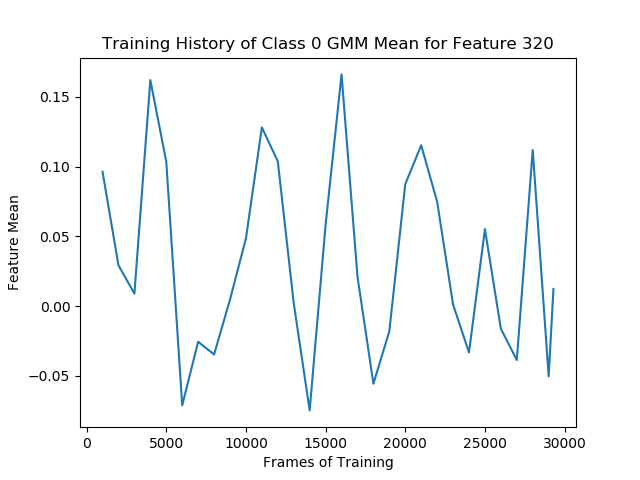 Training History of Class 0 GMM Mean for Feature 320
0.15
0.10
0.05
0.00
−0.05
Feature Mean
0 5000 10000 15000 20000 25000 30000
Frames of Training